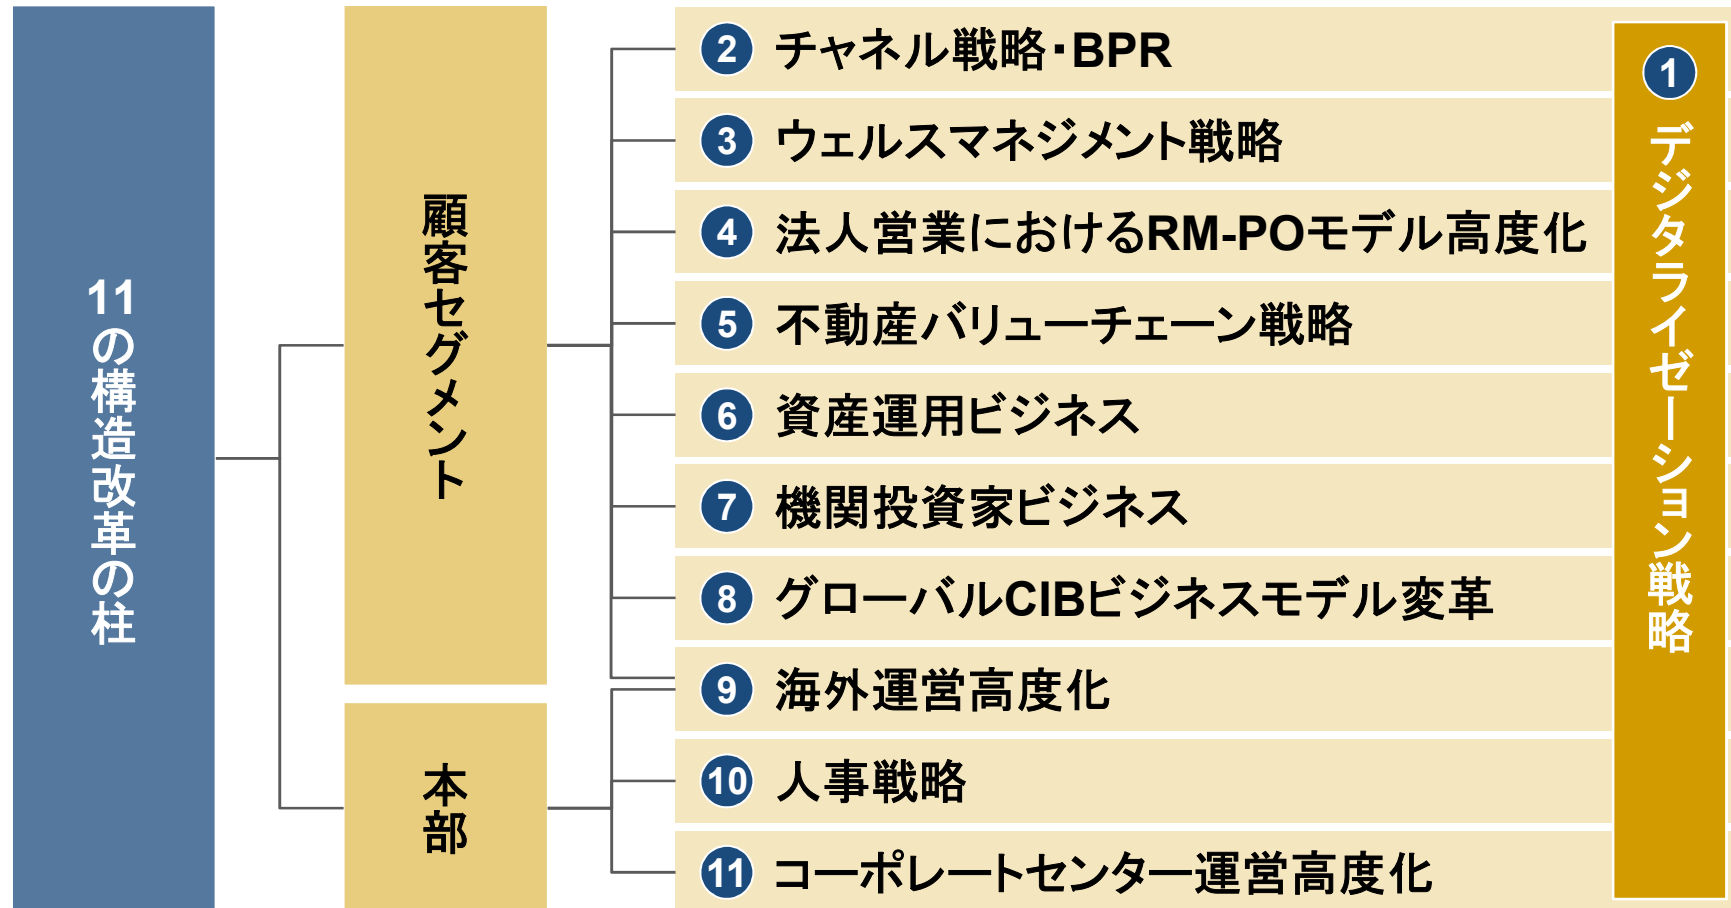 11の構造改革の柱
顧客セグメント
本部
2 チャネル戦略・BPR
3 ウェルスマネジメント戦略
4 法人営業におけるRM-POモデル高度化
5 不動産バリューチェーン戦略
6 資産運用ビジネス
7 機関投資家ビジネス
8 グローバルCIBビジネスモデル変革
9 海外運営高度化
10 人事戦略
11 コーポレートセンター運営高度化
1 デジタライゼーション戦略